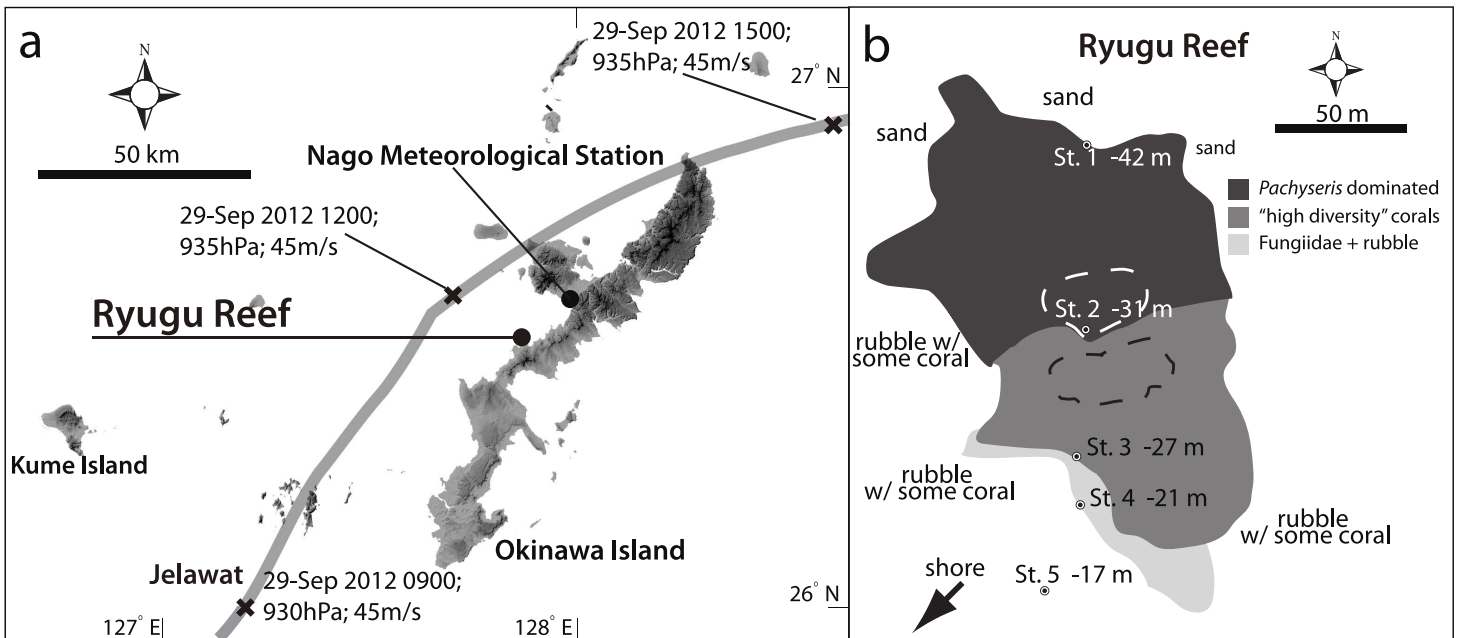 a
N
50 km
29-Sep 2012 1500;
935hPa; 45m/s
27° N
Nago Meteorological Station
29-Sep 2012 1200;
935hPa; 45m/s
Ryugu Reef
Kume Island
Okinawa Island
Jelawat
29-Sep 2012 0900;
930hPa; 45m/s
26° N
127° E
128° E
b
Ryugu Reef
N
50 m
sand
sand
sand
St. 1 -42 m
Pachyseris dominated
"high diversity" corals
Fungiidae + rubble
St. 2 -31 m
rubble w/
some coral
St. 3 -27 m
rubble
w/ some coral
St. 4 -21 m
rubble
w/ some coral
shore
St. 5 -17 m